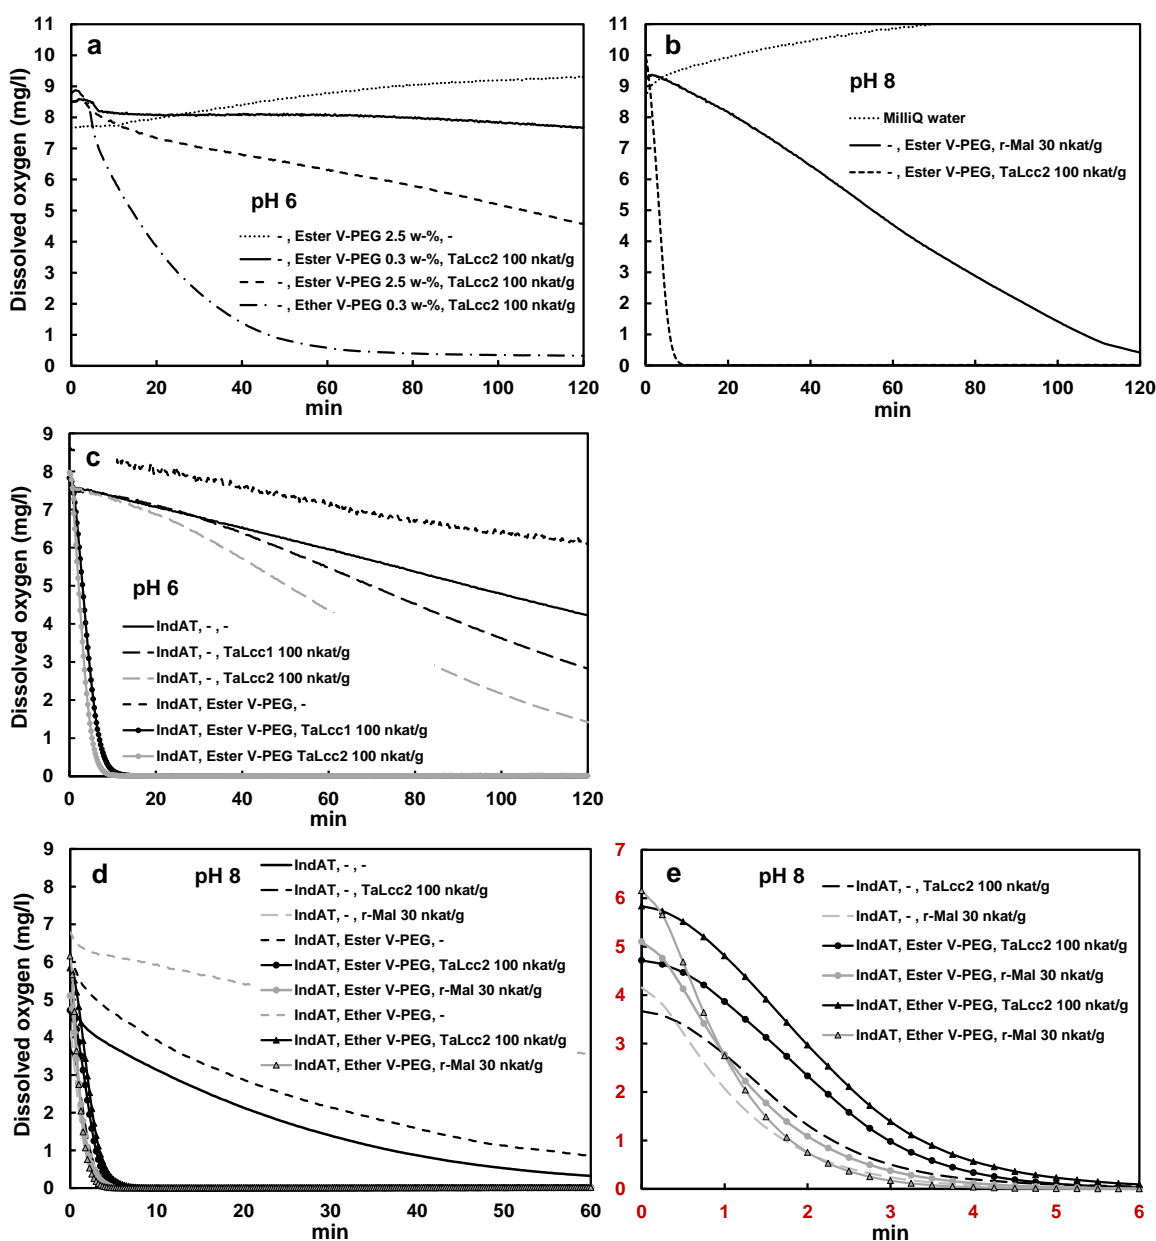 a
Dissolved oxygen (mg/l)
11
10
9
8
7
6
5
4
3
2
1
0
pH 6
- , Ester V-PEG 2.5 w-%, -
- , Ester V-PEG 0.3 w-%, TaLcc2 100 nkat/g
- , Ester V-PEG 2.5 w-%, TaLcc2 100 nkat/g
- , Ether V-PEG 0.3 w-%, TaLcc2 100 nkat/g
0 20 40 60 80 100 120
min
b
11
10
9
8
7
6
5
4
3
2
1
0
pH 8
MilliQ water
- , Ester V-PEG, r-Mal 30 nkat/g
- , Ester V-PEG, TaLcc2 100 nkat/g
0 20 40 60 80 100 120
min
c
Dissolved oxygen (mg/l)
9
8
7
6
5
4
3
2
1
0
pH 6
IndAT, - , -
IndAT, - , TaLcc1 100 nkat/g
IndAT, - , TaLcc2 100 nkat/g
IndAT, Ester V-PEG, -
IndAT, Ester V-PEG, TaLcc1 100 nkat/g
IndAT, Ester V-PEG TaLcc2 100 nkat/g
0 20 40 60 80 100 120
min
d
Dissolved oxygen (mg/l)
9
8
7
6
5
4
3
2
1
0
pH 8
IndAT, - , -
IndAT, - , TaLcc2 100 nkat/g
IndAT, - , r-Mal 30 nkat/g
IndAT, Ester V-PEG, -
IndAT, Ester V-PEG, TaLcc2 100 nkat/g
IndAT, Ester V-PEG, r-Mal 30 nkat/g
IndAT, Ether V-PEG, -
IndAT, Ether V-PEG, TaLcc2 100 nkat/g
IndAT, Ether V-PEG, r-Mal 30 nkat/g
0 10 20 30 40 50 60
min
e
7
6
5
4
3
2
1
0
pH 8
IndAT, - , TaLcc2 100 nkat/g
IndAT, - , r-Mal 30 nkat/g
IndAT, Ester V-PEG, TaLcc2 100 nkat/g
IndAT, Ester V-PEG, r-Mal 30 nkat/g
IndAT, Ether V-PEG, TaLcc2 100 nkat/g
IndAT, Ether V-PEG, r-Mal 30 nkat/g
0 1 2 3 4 5 6
min